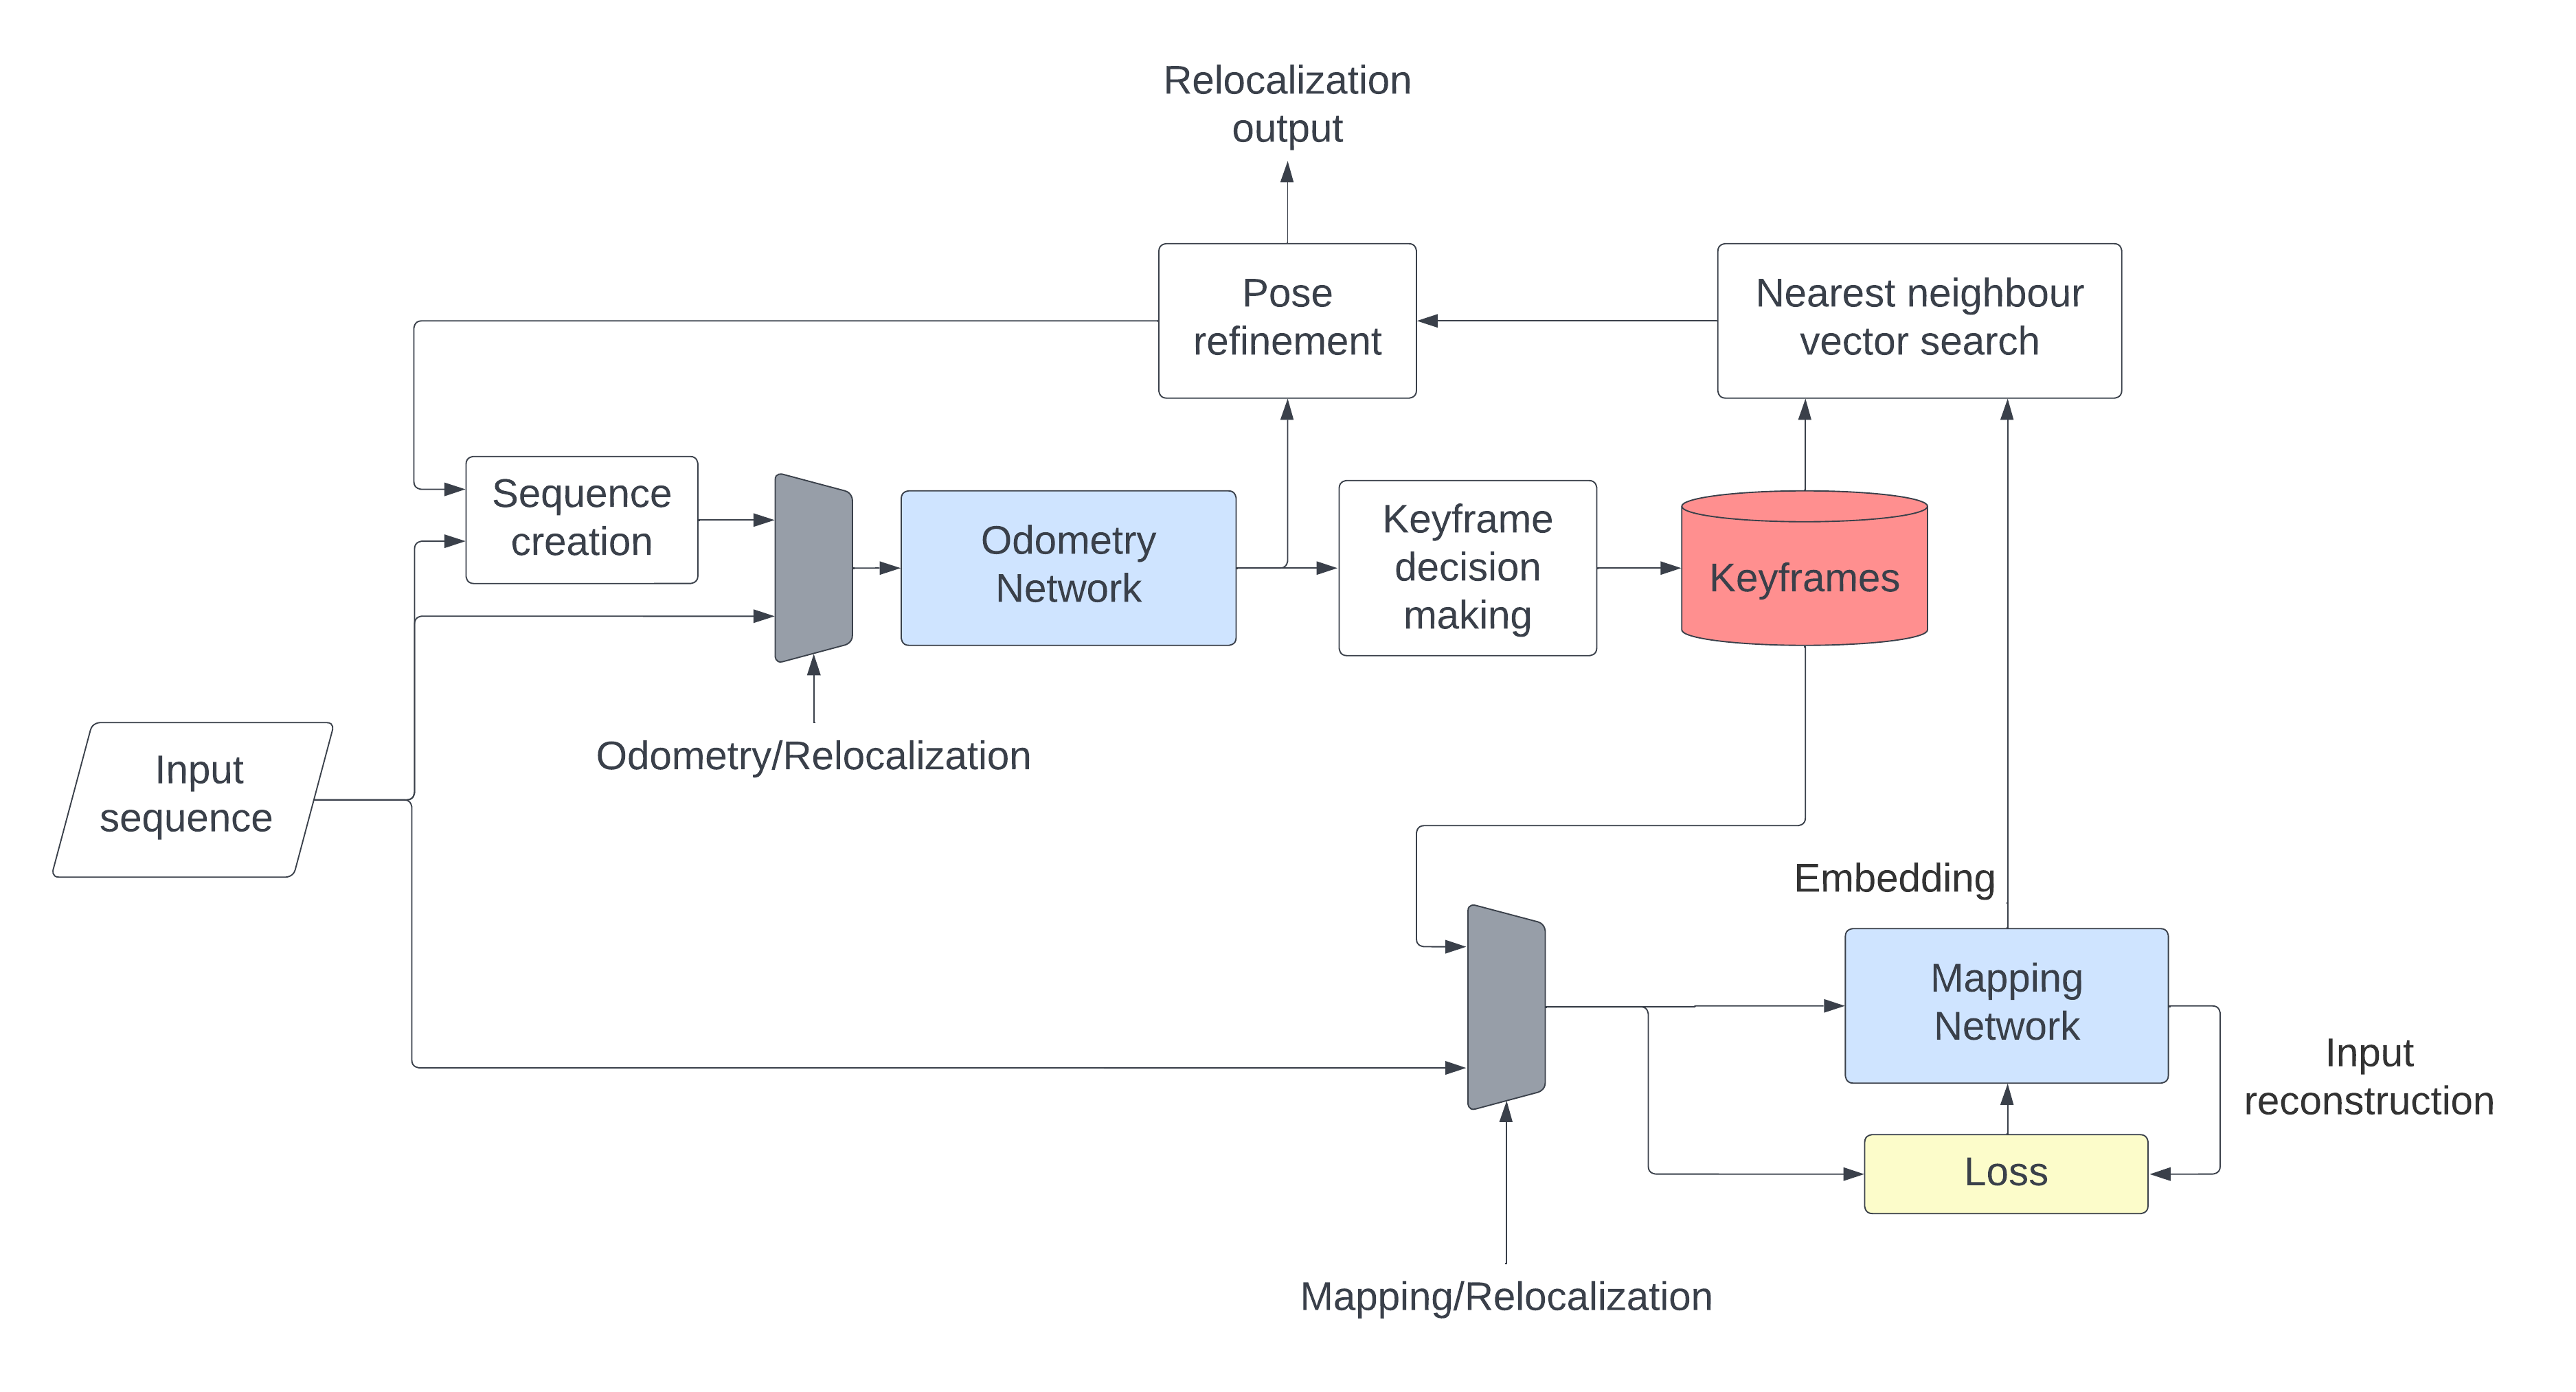 Relocalization
output
Pose
refinement
Nearest neighbour
vector search
Sequence
creation
Odometry
Network
Keyframe
decision
making
Keyframes
Odometry/Relocalization
Input
sequence
Embedding
Mapping
Network
Input
reconstruction
Loss
Mapping/Relocalization